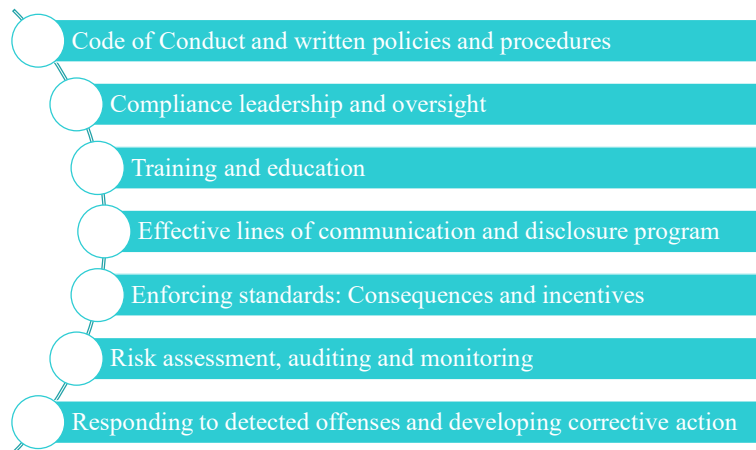 Code of Conduct and written policies and procedures
Compliance leadership and oversight
Training and education
Effective lines of communication and disclosure program
Enforcing standards: Consequences and incentives
Risk assessment, auditing and monitoring
Responding to detected offenses and developing corrective action